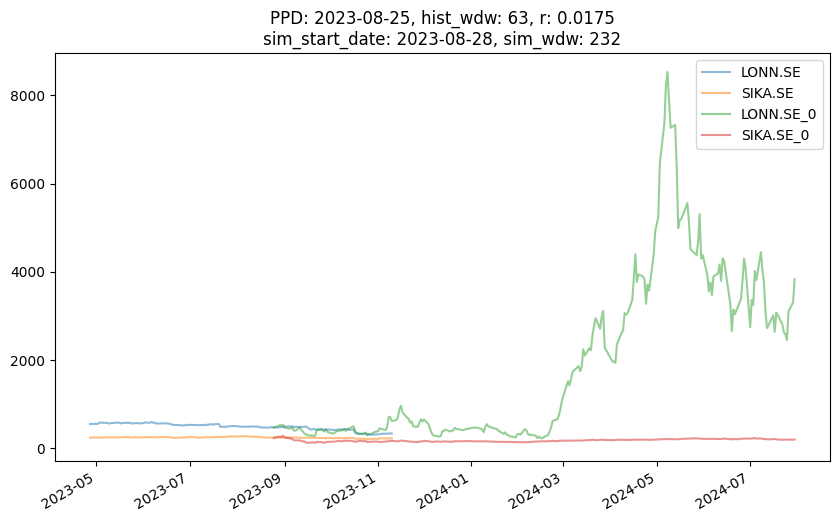 PPD: 2023-08-25, hist_wdw: 63, r: 0.0175
sim_start_date: 2023-08-28, sim_wdw: 232
LONN.SE
SIKA.SE
LONN.SE_0
SIKA.SE_0
8000
6000
4000
2000
0
2023-05
2023-07
2023-09
2023-11
2024-01
2024-03
2024-05
2024-07